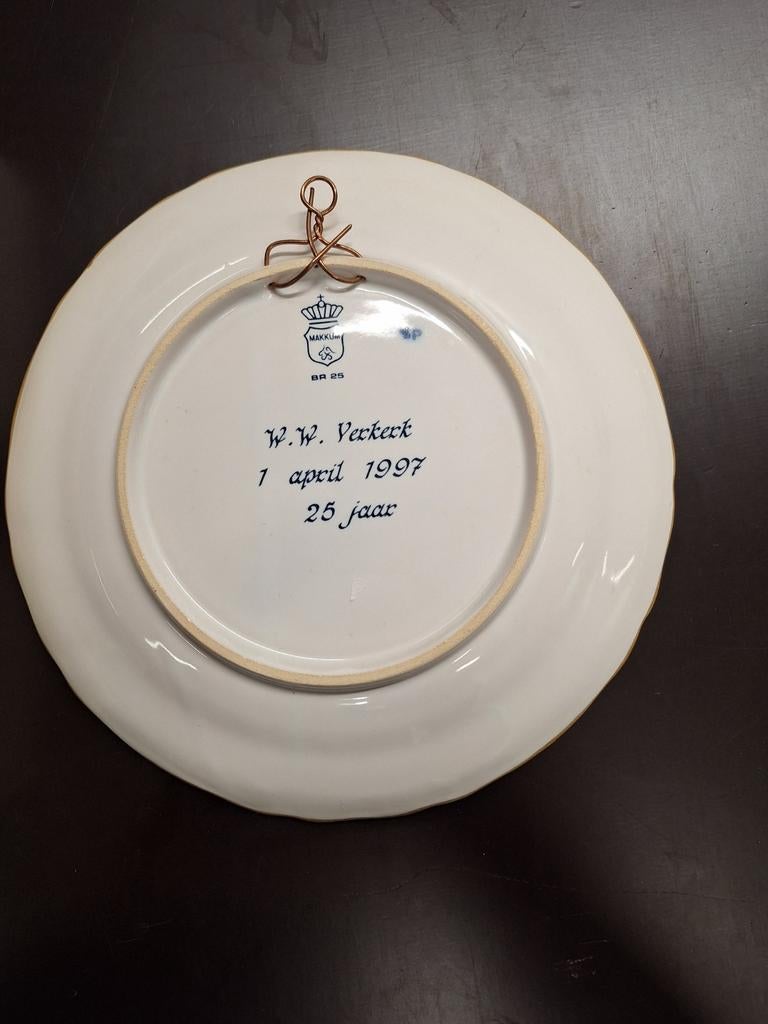 MAKKUM
BR 25
W.W. Verkerk
1 april 1997
25 jaar